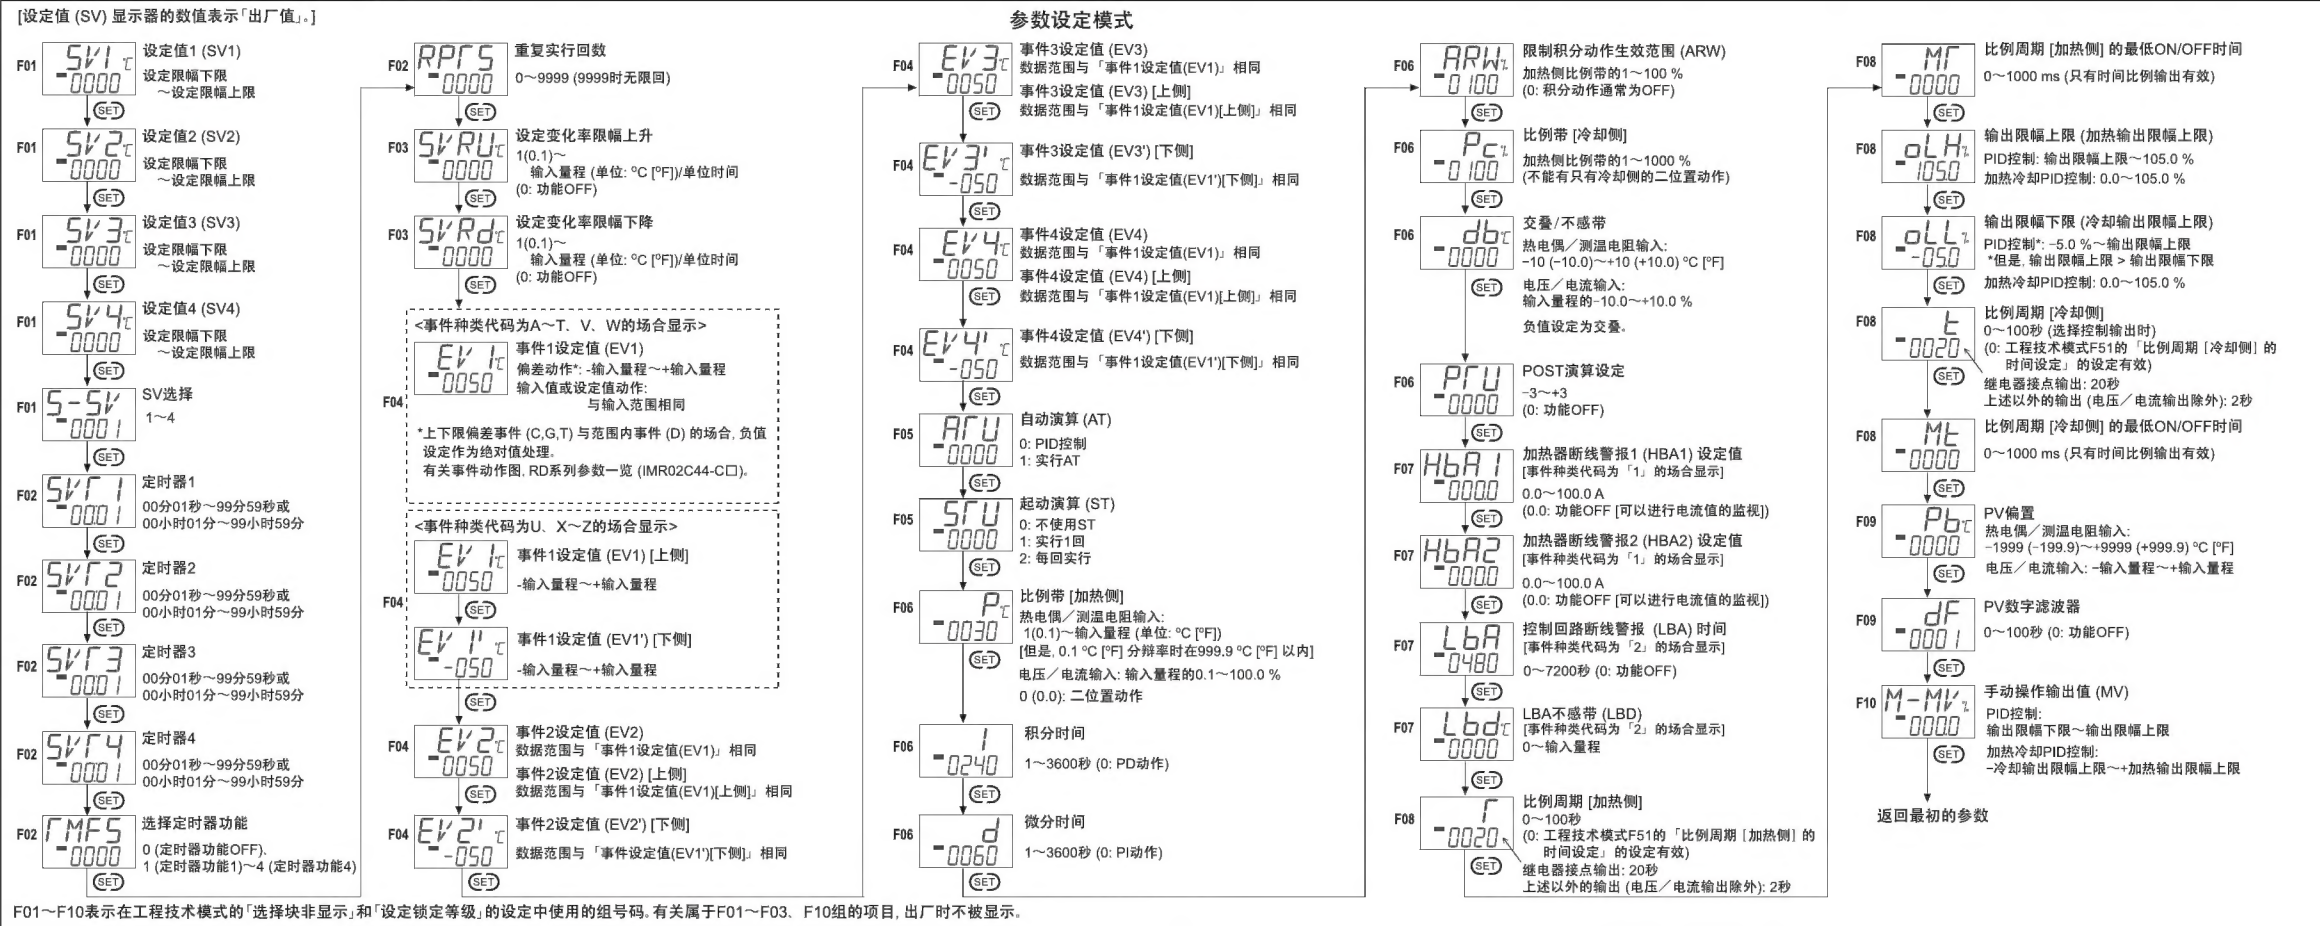 [设定值 (SV) 显示器的数值表示「出厂值」。]
参数设定模式
F01
SV1 ℃
0000
设定值1 (SV1)
设定限幅下限
～设定限幅上限
SET
F01
SV2 ℃
0000
设定值2 (SV2)
设定限幅下限
～设定限幅上限
SET
F01
SV3 ℃
0000
设定值3 (SV3)
设定限幅下限
～设定限幅上限
SET
F01
SV4 ℃
0000
设定值4 (SV4)
设定限幅下限
～设定限幅上限
SET
F01
S-SV
0001
SV选择
1～4
SET
F02
SVT1
00.01
定时器1
00分01秒～99分59秒或
00小时01分～99小时59分
SET
F02
SVT2
00.01
定时器2
00分01秒～99分59秒或
00小时01分～99小时59分
SET
F02
SVT3
00.01
定时器3
00分01秒～99分59秒或
00小时01分～99小时59分
SET
F02
SVT4
00.01
定时器4
00分01秒～99分59秒或
00小时01分～99小时59分
SET
F02
TMFS
0000
选择定时器功能
0 (定时器功能OFF)、
1 (定时器功能1)～4 (定时器功能4)
SET
F02
RPTS
0000
重复实行回数
0～9999 (9999时无限回)
SET
F03
SVRU
0000
设定变化率限幅上升
1(0.1)～
输入量程 (单位: ºC [ºF])/单位时间
(0: 功能OFF)
SET
F03
SVRd
0000
设定变化率限幅下降
1(0.1)～
输入量程 (单位: ºC [ºF])/单位时间
(0: 功能OFF)
SET
<事件种类代码为A～T、V、W的场合显示>
F04
EV1 ℃
0050
事件1设定值 (EV1)
偏差动作*: -输入量程～+输入量程
输入值或设定值动作:
与输入范围相同
*上下限偏差事件 (C,G,T) 与范围内事件 (D) 的场合, 负值
设定作为绝对值处理。
有关事件动作图, RD系列参数一览 (IMR02C44-C□)。
<事件种类代码为U、X～Z的场合显示>
F04
EV1 ℃
0050
事件1设定值 (EV1) [上侧]
-输入量程～+输入量程
SET
EV1' ℃
-050
事件1设定值 (EV1') [下侧]
-输入量程～+输入量程
SET
F04
EV2 ℃
0050
事件2设定值 (EV2)
数据范围与「事件1设定值(EV1)」相同
事件2设定值 (EV2) [上侧]
数据范围与「事件1设定值(EV1)[上侧]」相同
SET
F04
EV2' ℃
-050
事件2设定值 (EV2') [下侧]
数据范围与「事件设定值(EV1')[下侧]」相同
SET
F04
EV3 ℃
0050
事件3设定值 (EV3)
数据范围与「事件1设定值(EV1)」相同
事件3设定值 (EV3) [上侧]
数据范围与「事件1设定值(EV1)[上侧]」相同
SET
F04
EV3' ℃
-050
事件3设定值 (EV3') [下侧]
数据范围与「事件1设定值(EV1')[下侧]」相同
SET
F04
EV4 ℃
0050
事件4设定值 (EV4)
数据范围与「事件1设定值(EV1)」相同
事件4设定值 (EV4) [上侧]
数据范围与「事件1设定值(EV1)[上侧]」相同
SET
F04
EV4' ℃
-050
事件4设定值 (EV4') [下侧]
数据范围与「事件1设定值(EV1')[下侧]」相同
SET
F05
ATU
0000
自动演算 (AT)
0: PID控制
1: 实行AT
SET
F05
STU
0000
起动演算 (ST)
0: 不使用ST
1: 实行1回
2: 每回实行
SET
F06
P ℃
0030
比例带 [加热侧]
热电偶／测温电阻输入:
1(0.1)～输入量程 (单位: ºC [ºF])
[但是, 0.1 ºC [ºF] 分辩率时在999.9 ºC [ºF] 以内]
电压／电流输入: 输入量程的0.1～100.0 %
0 (0.0): 二位置动作
SET
F06
I
0240
积分时间
1～3600秒 (0: PD动作)
SET
F06
d
0060
微分时间
1～3600秒 (0: PI动作)
SET
F06
ARW %
0100
限制积分动作生效范围 (ARW)
加热侧比例带的1～100 %
(0: 积分动作通常为OFF)
SET
F06
Pc %
0100
比例带 [冷却侧]
加热侧比例带的1～1000 %
(不能有只有冷却侧的二位置动作)
SET
F06
db ℃
0000
交叠/不感带
热电偶／测温电阻输入:
−10 (−10.0)～+10 (+10.0) ºC [ºF]
电压／电流输入:
输入量程的−10.0～+10.0 %
负值设定为交叠。
SET
F06
PTU
0000
POST演算设定
−3～+3
(0: 功能OFF)
SET
F07
HbA1
000.0
加热器断线警报1 (HBA1) 设定值
[事件种类代码为「1」的场合显示]
0.0～100.0 A
(0.0: 功能OFF [可以进行电流值的监视])
SET
F07
HbA2
000.0
加热器断线警报2 (HBA2) 设定值
[事件种类代码为「1」的场合显示]
0.0～100.0 A
(0.0: 功能OFF [可以进行电流值的监视])
SET
F07
LbA
0480
控制回路断线警报 (LBA) 时间
[事件种类代码为「2」的场合显示]
0～7200秒 (0: 功能OFF)
SET
F07
Lbd ℃
0000
LBA不感带 (LBD)
[事件种类代码为「2」的场合显示]
0～输入量程
SET
F08
T
0020
比例周期 [加热侧]
0～100秒
(0: 工程技术模式F51的「比例周期 [加热侧] 的
时间设定」的设定有效)
继电器接点输出: 20秒
上述以外的输出 (电压／电流输出除外): 2秒
SET
F08
MT
0000
比例周期 [加热侧] 的最低ON/OFF时间
0～1000 ms (只有时间比例输出有效)
SET
F08
oLH %
105.0
输出限幅上限 (加热输出限幅上限)
PID控制: 输出限幅上限～105.0 %
加热冷却PID控制: 0.0～105.0 %
SET
F08
oLL %
-05.0
输出限幅下限 (冷却输出限幅上限)
PID控制*: −5.0 %～输出限幅上限
*但是, 输出限幅上限 > 输出限幅下限
加热冷却PID控制: 0.0～105.0 %
SET
F08
t
0020
比例周期 [冷却侧]
0～100秒 (选择控制输出时)
(0: 工程技术模式F51的「比例周期 [冷却侧] 的
时间设定」的设定有效)
继电器接点输出: 20秒
上述以外的输出 (电压／电流输出除外): 2秒
SET
F08
Mt
0000
比例周期 [冷却侧] 的最低ON/OFF时间
0～1000 ms (只有时间比例输出有效)
SET
F09
Pb ℃
0000
PV偏置
热电偶／测温电阻输入:
−1999 (−199.9)～+9999 (+999.9) ºC [ºF]
电压／电流输入: −输入量程～+输入量程
SET
F09
dF
0001
PV数字滤波器
0～100秒 (0: 功能OFF)
SET
F10
M-MV %
000.0
手动操作输出值 (MV)
PID控制:
输出限幅下限～输出限幅上限
加热冷却PID控制:
−冷却输出限幅上限～+加热输出限幅上限
SET
返回最初的参数
F01～F10表示在工程技术模式的「选择块非显示」和「设定锁定等级」的设定中使用的组号码. 有关属于F01～F03、F10组的项目, 出厂时不被显示。